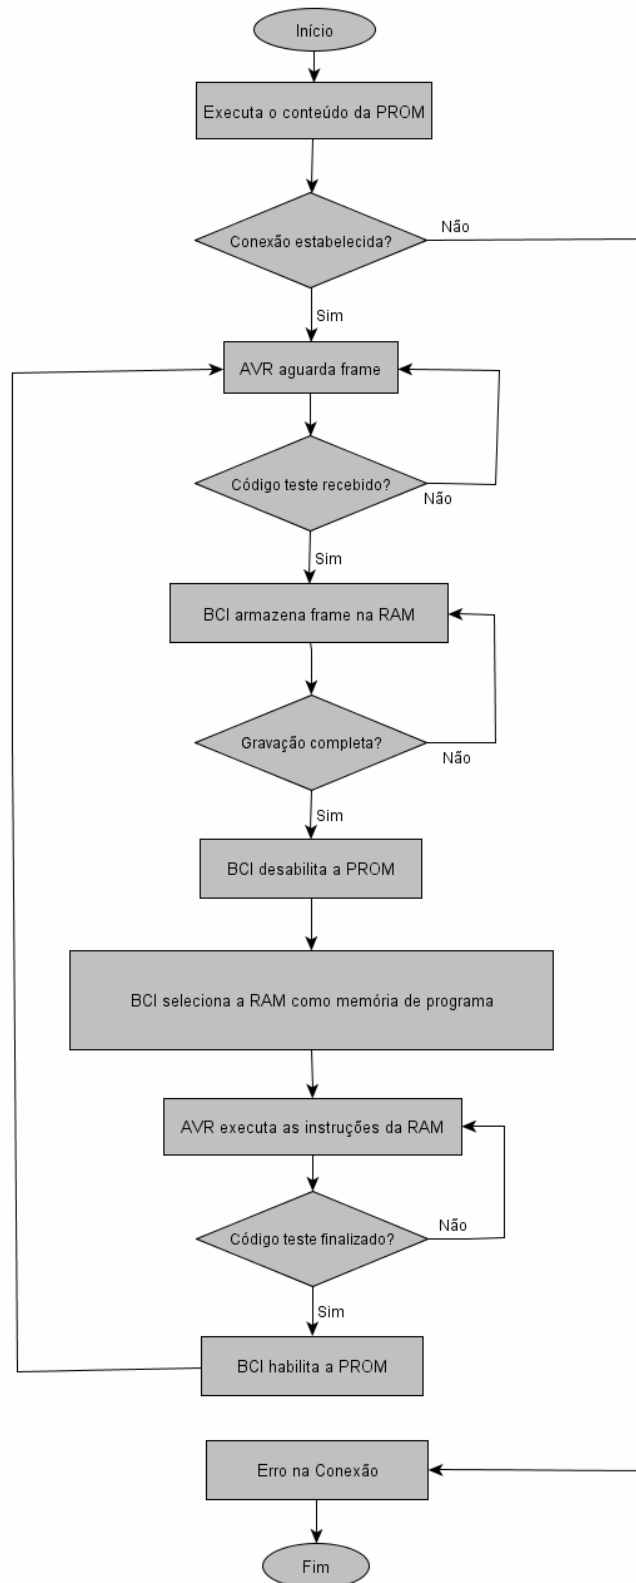 Início
Executa o conteúdo da PROM
Conexão estabelecida?
Não
Sim
AVR aguarda frame
Código teste recebido?
Não
Sim
BCI armazena frame na RAM
Gravação completa?
Não
Sim
BCI desabilita a PROM
BCI seleciona a RAM como memória de programa
AVR executa as instruções da RAM
Código teste finalizado?
Não
Sim
BCI habilita a PROM
Erro na Conexão
Fim